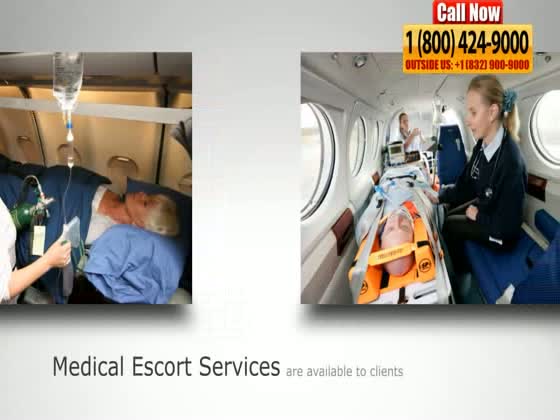 Call Now
1 (800) 424-9000
OUTSIDE US: +1 (832) 900-9000
Medical Escort Services are available to clients